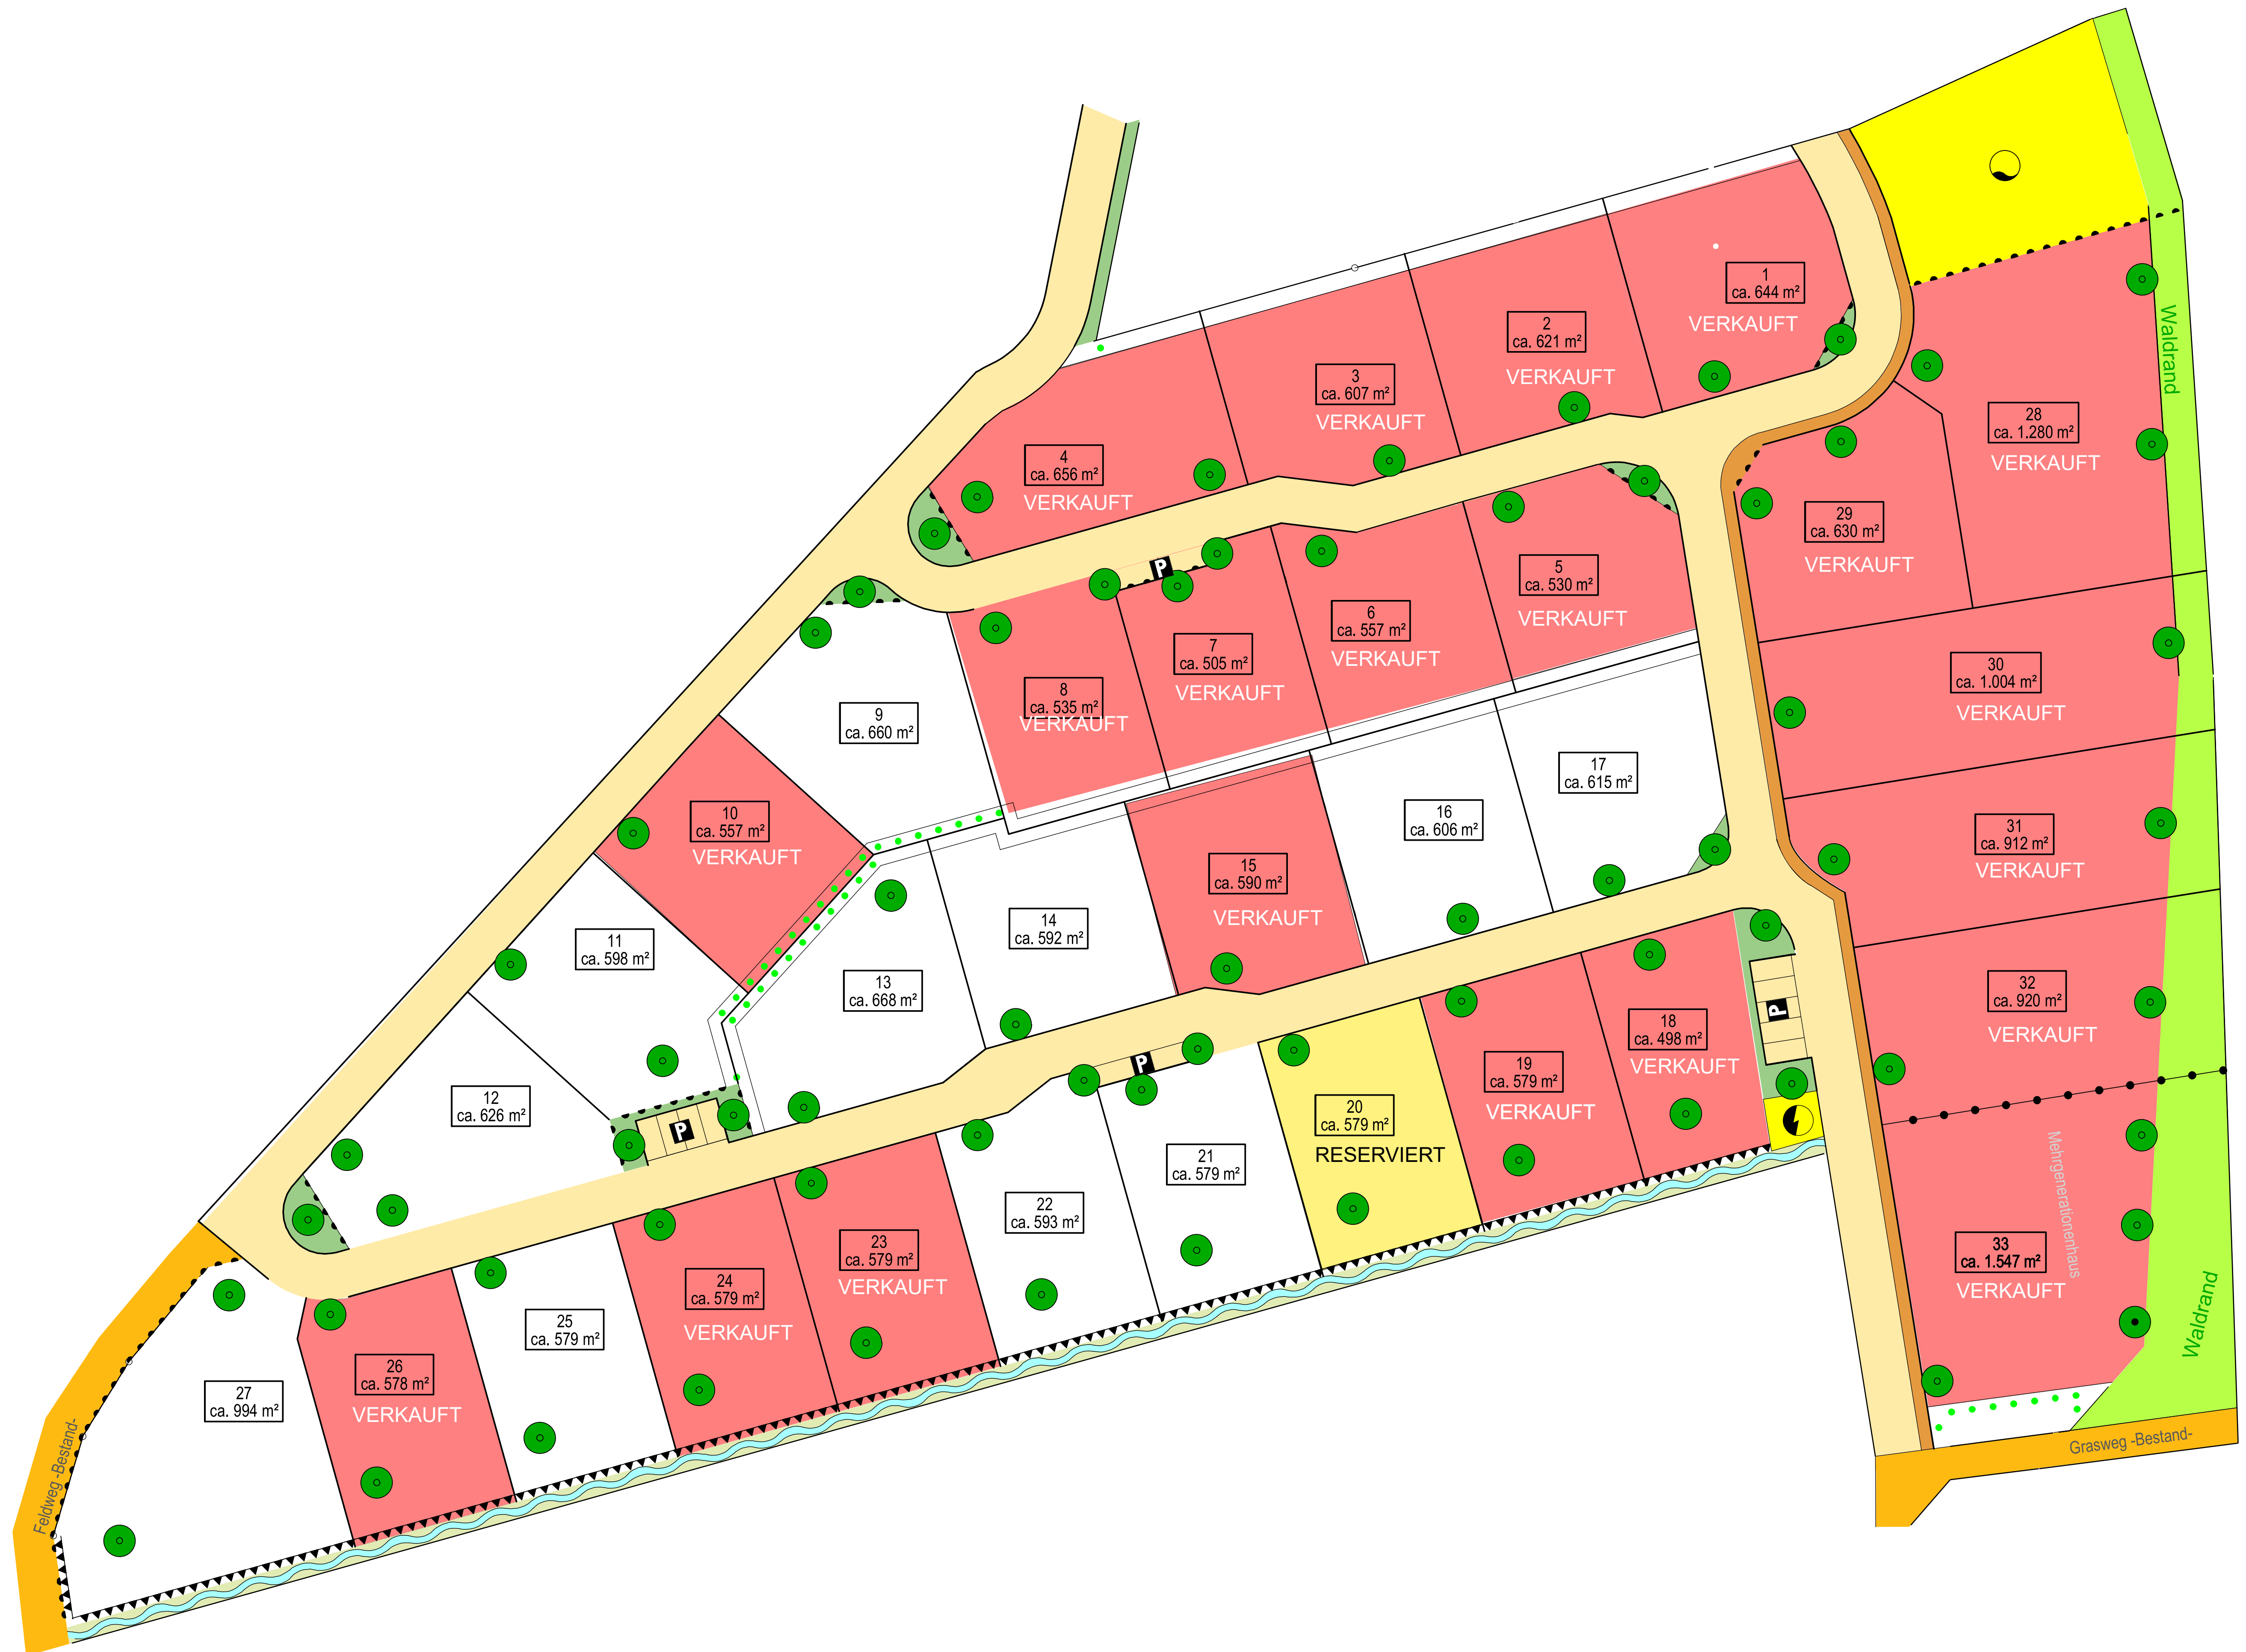 1
ca. 644 m²
VERKAUFT
2
ca. 621 m²
VERKAUFT
3
ca. 607 m²
VERKAUFT
4
ca. 656 m²
VERKAUFT
5
ca. 530 m²
VERKAUFT
6
ca. 557 m²
VERKAUFT
7
ca. 505 m²
VERKAUFT
8
ca. 535 m²
VERKAUFT
9
ca. 660 m²
10
ca. 557 m²
VERKAUFT
11
ca. 598 m²
12
ca. 626 m²
13
ca. 668 m²
14
ca. 592 m²
15
ca. 590 m²
VERKAUFT
16
ca. 606 m²
17
ca. 615 m²
18
ca. 498 m²
VERKAUFT
19
ca. 579 m²
VERKAUFT
20
ca. 579 m²
RESERVIERT
21
ca. 579 m²
22
ca. 593 m²
23
ca. 579 m²
VERKAUFT
24
ca. 579 m²
VERKAUFT
25
ca. 579 m²
26
ca. 578 m²
VERKAUFT
27
ca. 994 m²
28
ca. 1.280 m²
VERKAUFT
29
ca. 630 m²
VERKAUFT
30
ca. 1.004 m²
VERKAUFT
31
ca. 912 m²
VERKAUFT
32
ca. 920 m²
VERKAUFT
33
ca. 1.547 m²
VERKAUFT
Mehrgenerationenhaus
Waldrand
Waldrand
P
P
P
P
Feldweg -Bestand-
Grasweg -Bestand-